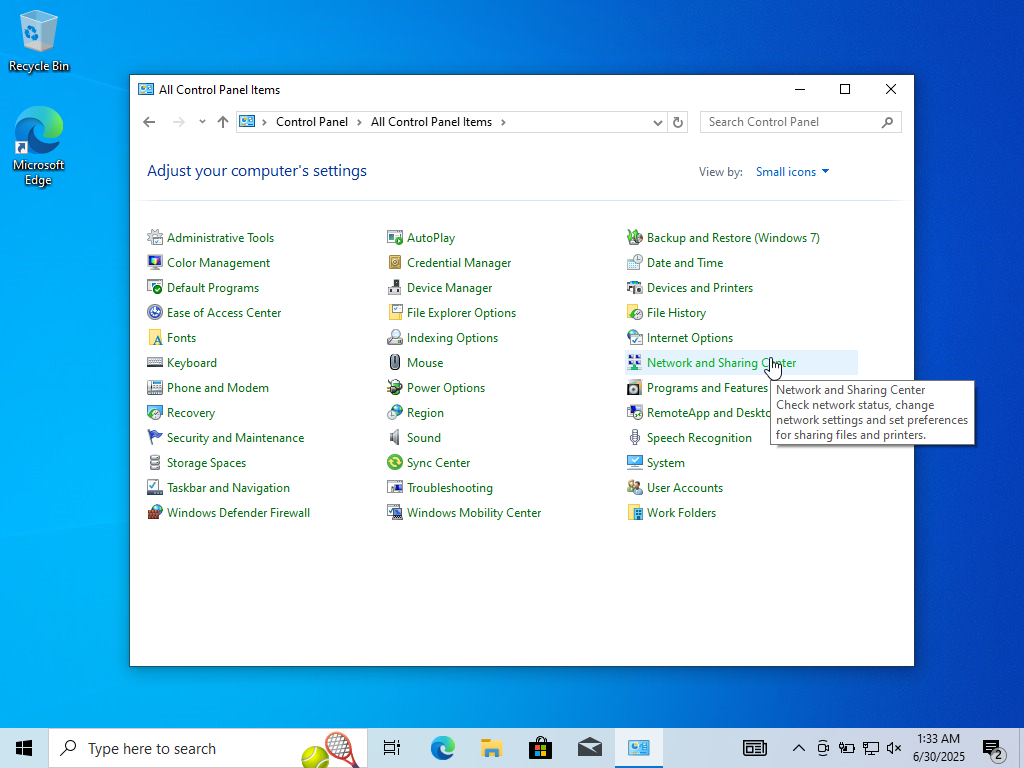 Recycle Bin
Microsoft
Edge
All Control Panel Items
Control Panel
All Control Panel Items
Search Control Panel
Adjust your computer's settings
View by:
Small icons
Administrative Tools
AutoPlay
Backup and Restore (Windows 7)
Color Management
Credential Manager
Date and Time
Default Programs
Device Manager
Devices and Printers
Ease of Access Center
File Explorer Options
File History
Fonts
Indexing Options
Internet Options
Keyboard
Mouse
Network and Sharing Center
Phone and Modem
Power Options
Programs and Features
Recovery
Region
RemoteApp and Deskto
Network and Sharing Center
Check network status, change
network settings and set preferences
for sharing files and printers.
Security and Maintenance
Sound
Speech Recognition
Storage Spaces
Sync Center
System
Taskbar and Navigation
Troubleshooting
User Accounts
Windows Defender Firewall
Windows Mobility Center
Work Folders
Type here to search
1:33 AM
6/30/2025
2